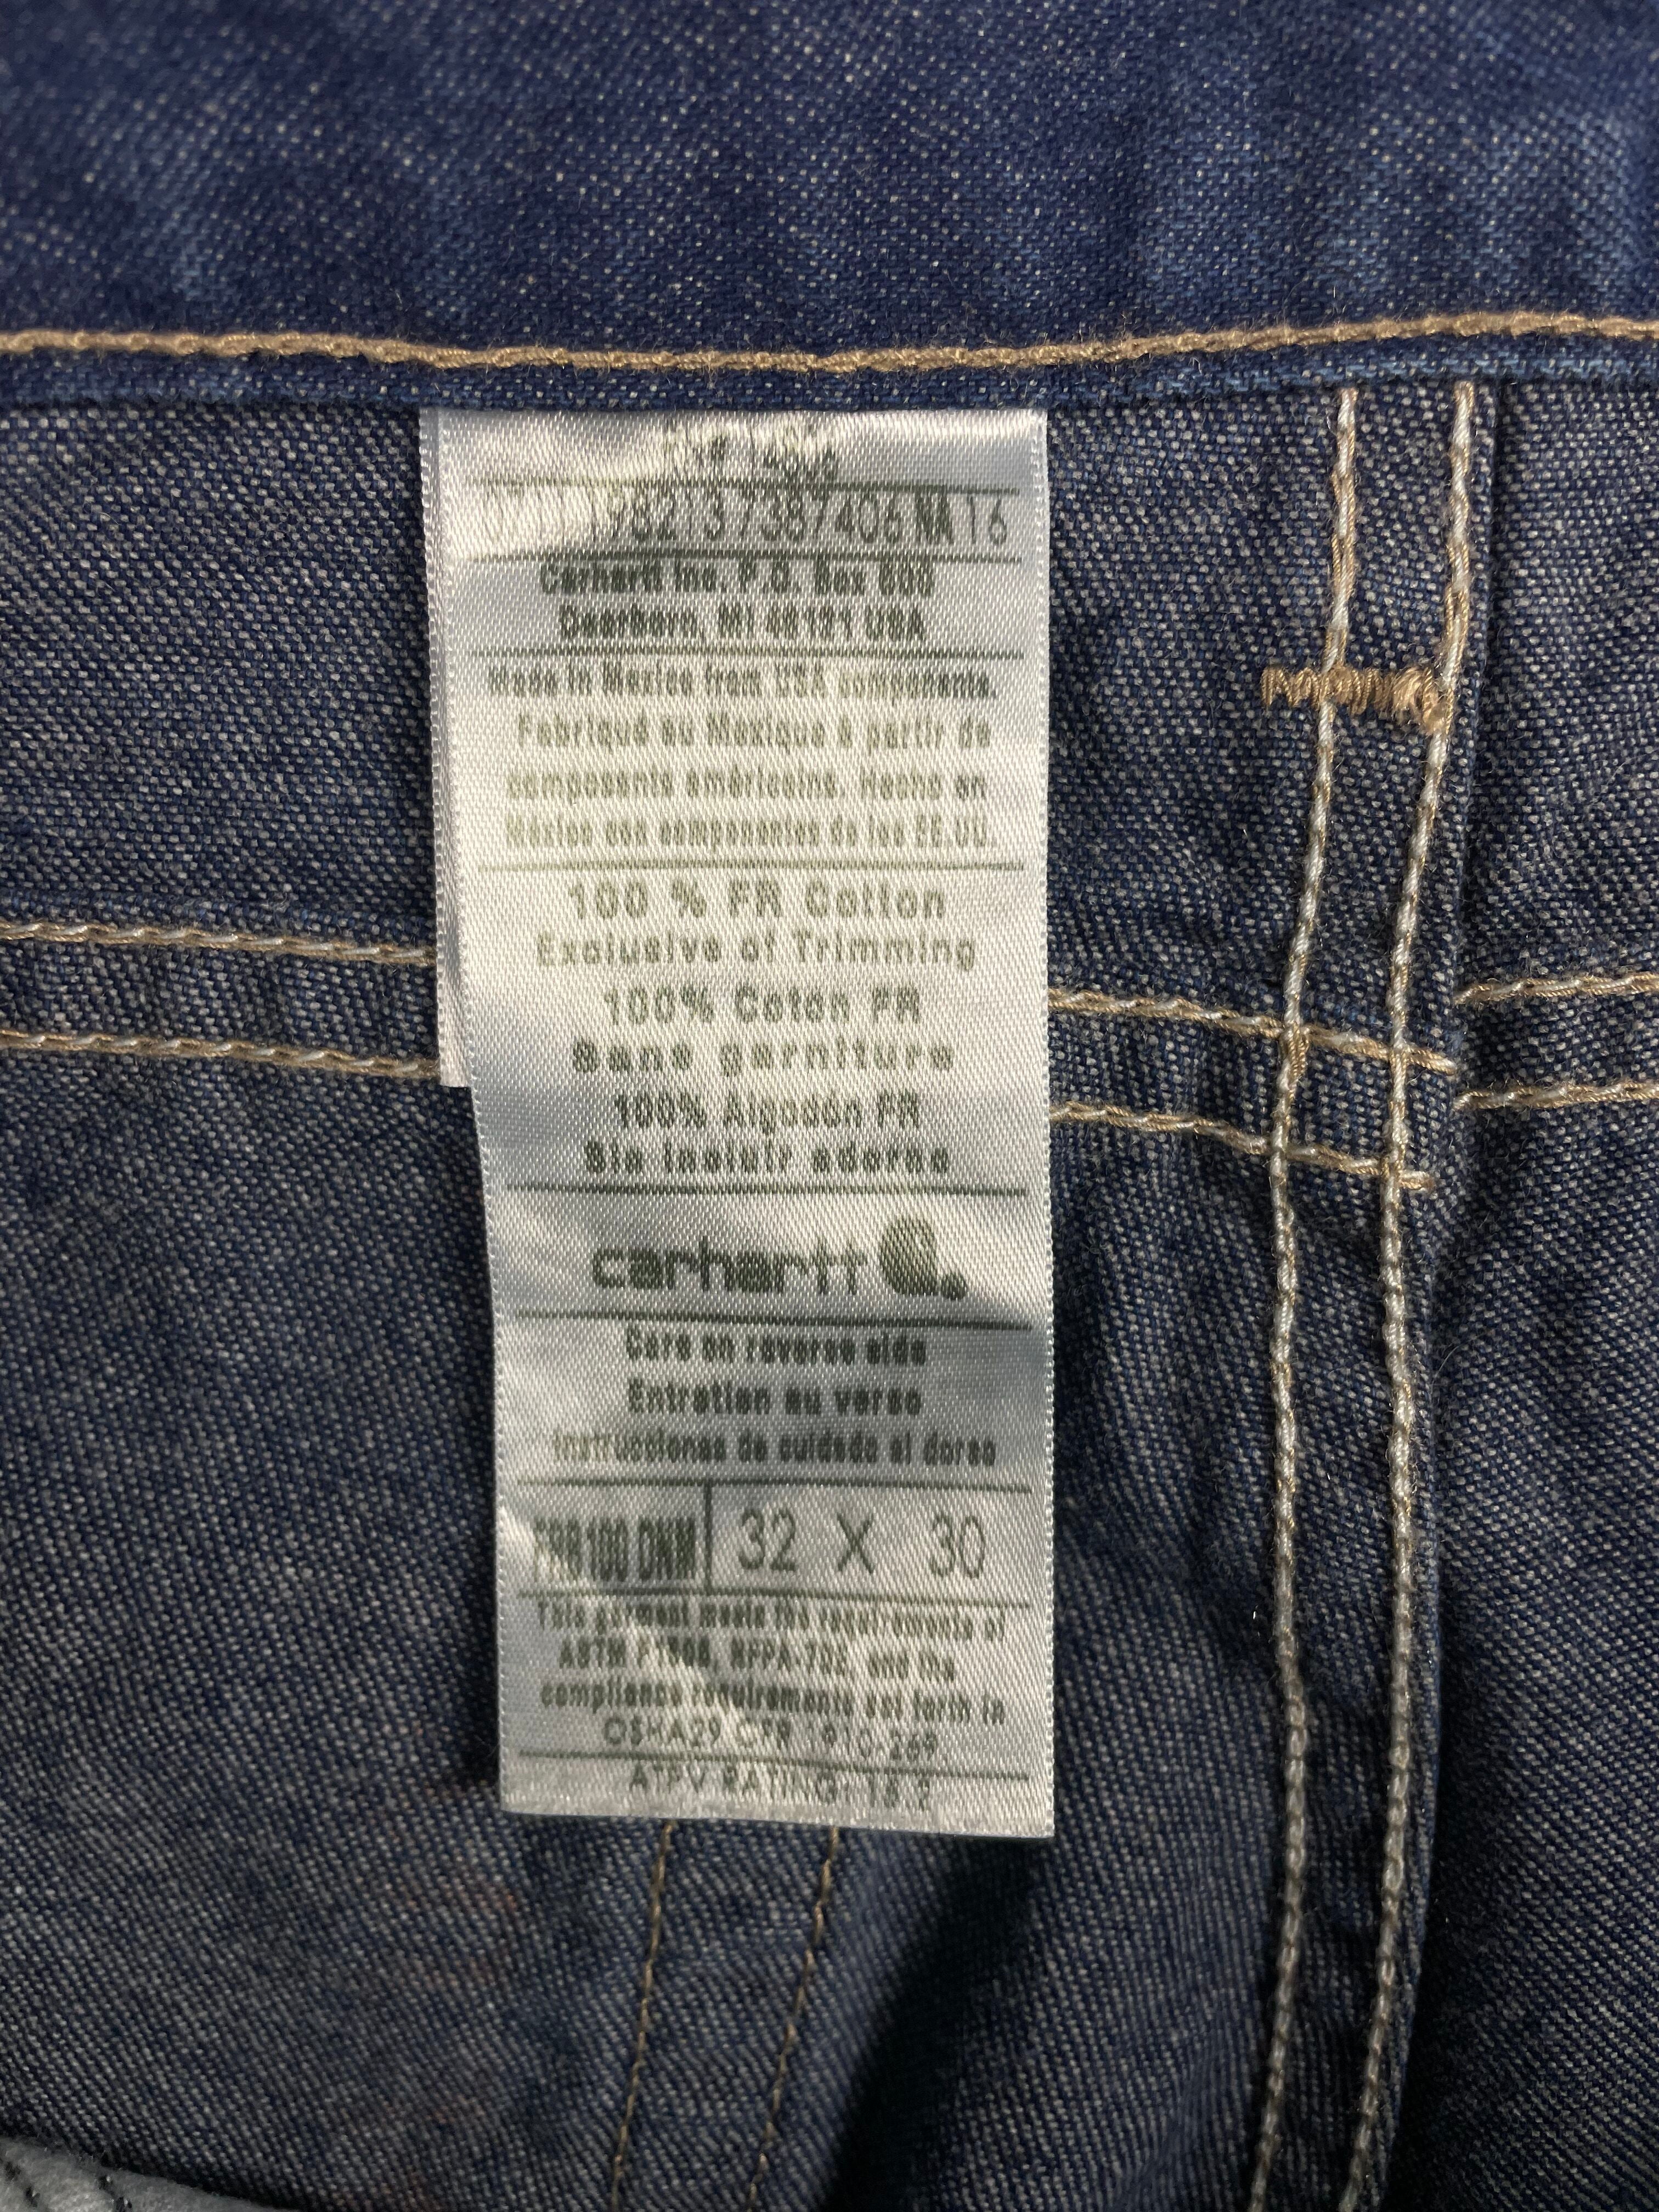 Carhartt Inc. P.O. Box 600
Dearborn, MI 48121 USA
Made in Mexico from USA components.
Fabriqué au Mexique à partir de
composants américains. Hecho en
México con componentes de los EE.UU.
100 % FR Cotton
Exclusive of Trimming
100% Coton FR
Sans garniture
100% Algodón FR
Sin incluir adorno
carhartt
Care on reverse side
Entretien au verso
Instrucciones de cuidado al dorso
FRB100 DNM 32 X 30
This garment meets the requirements of
ASTM F1506, NFPA-70E, and the
compliance requirements set forth in
OSHA29 CFR 1910-269
ATPV RATING: 16.2